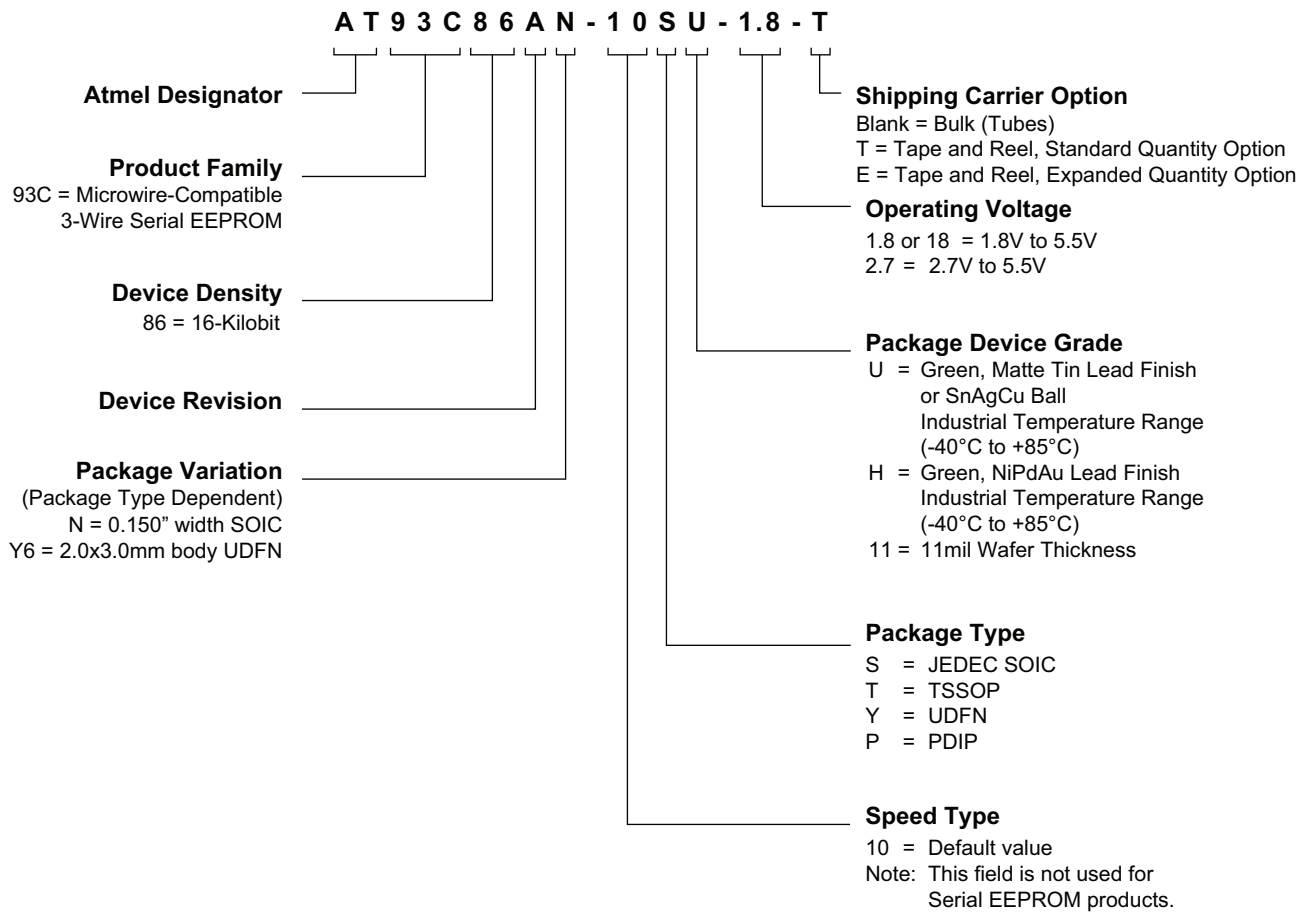 AT93C86AN-10SU-1.8-T
Atmel Designator
Product Family
93C = Microwire-Compatible
3-Wire Serial EEPROM
Device Density
86 = 16-Kilobit
Device Revision
Package Variation
(Package Type Dependent)
N = 0.150” width SOIC
Y6 = 2.0x3.0mm body UDFN
Shipping Carrier Option
Blank = Bulk (Tubes)
T = Tape and Reel, Standard Quantity Option
E = Tape and Reel, Expanded Quantity Option
Operating Voltage
1.8 or 18 = 1.8V to 5.5V
2.7 = 2.7V to 5.5V
Package Device Grade
U = Green, Matte Tin Lead Finish
or SnAgCu Ball
Industrial Temperature Range
(-40°C to +85°C)
H = Green, NiPdAu Lead Finish
Industrial Temperature Range
(-40°C to +85°C)
11 = 11mil Wafer Thickness
Package Type
S = JEDEC SOIC
T = TSSOP
Y = UDFN
P = PDIP
Speed Type
10 = Default value
Note: This field is not used for
Serial EEPROM products.